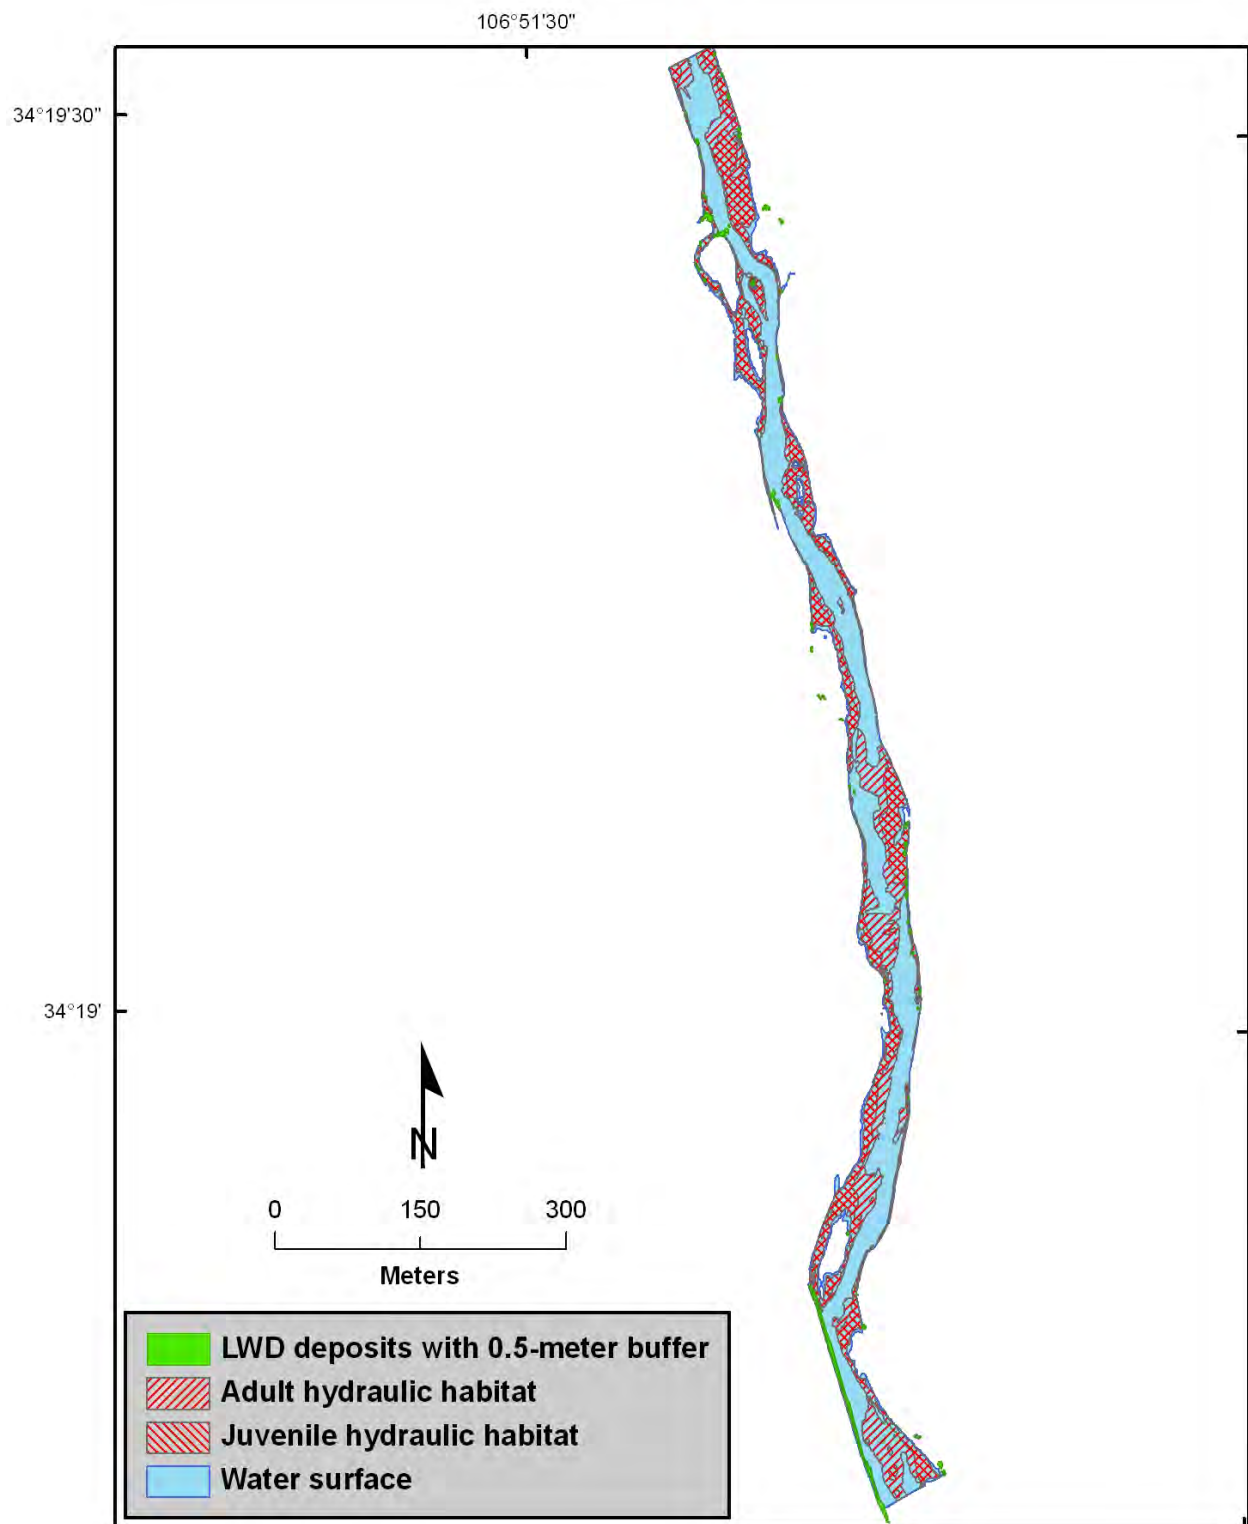 106°51'30"
34°19'30"
34°19'
N
0 150 300
Meters
LWD deposits with 0.5-meter buffer
Adult hydraulic habitat
Juvenile hydraulic habitat
Water surface